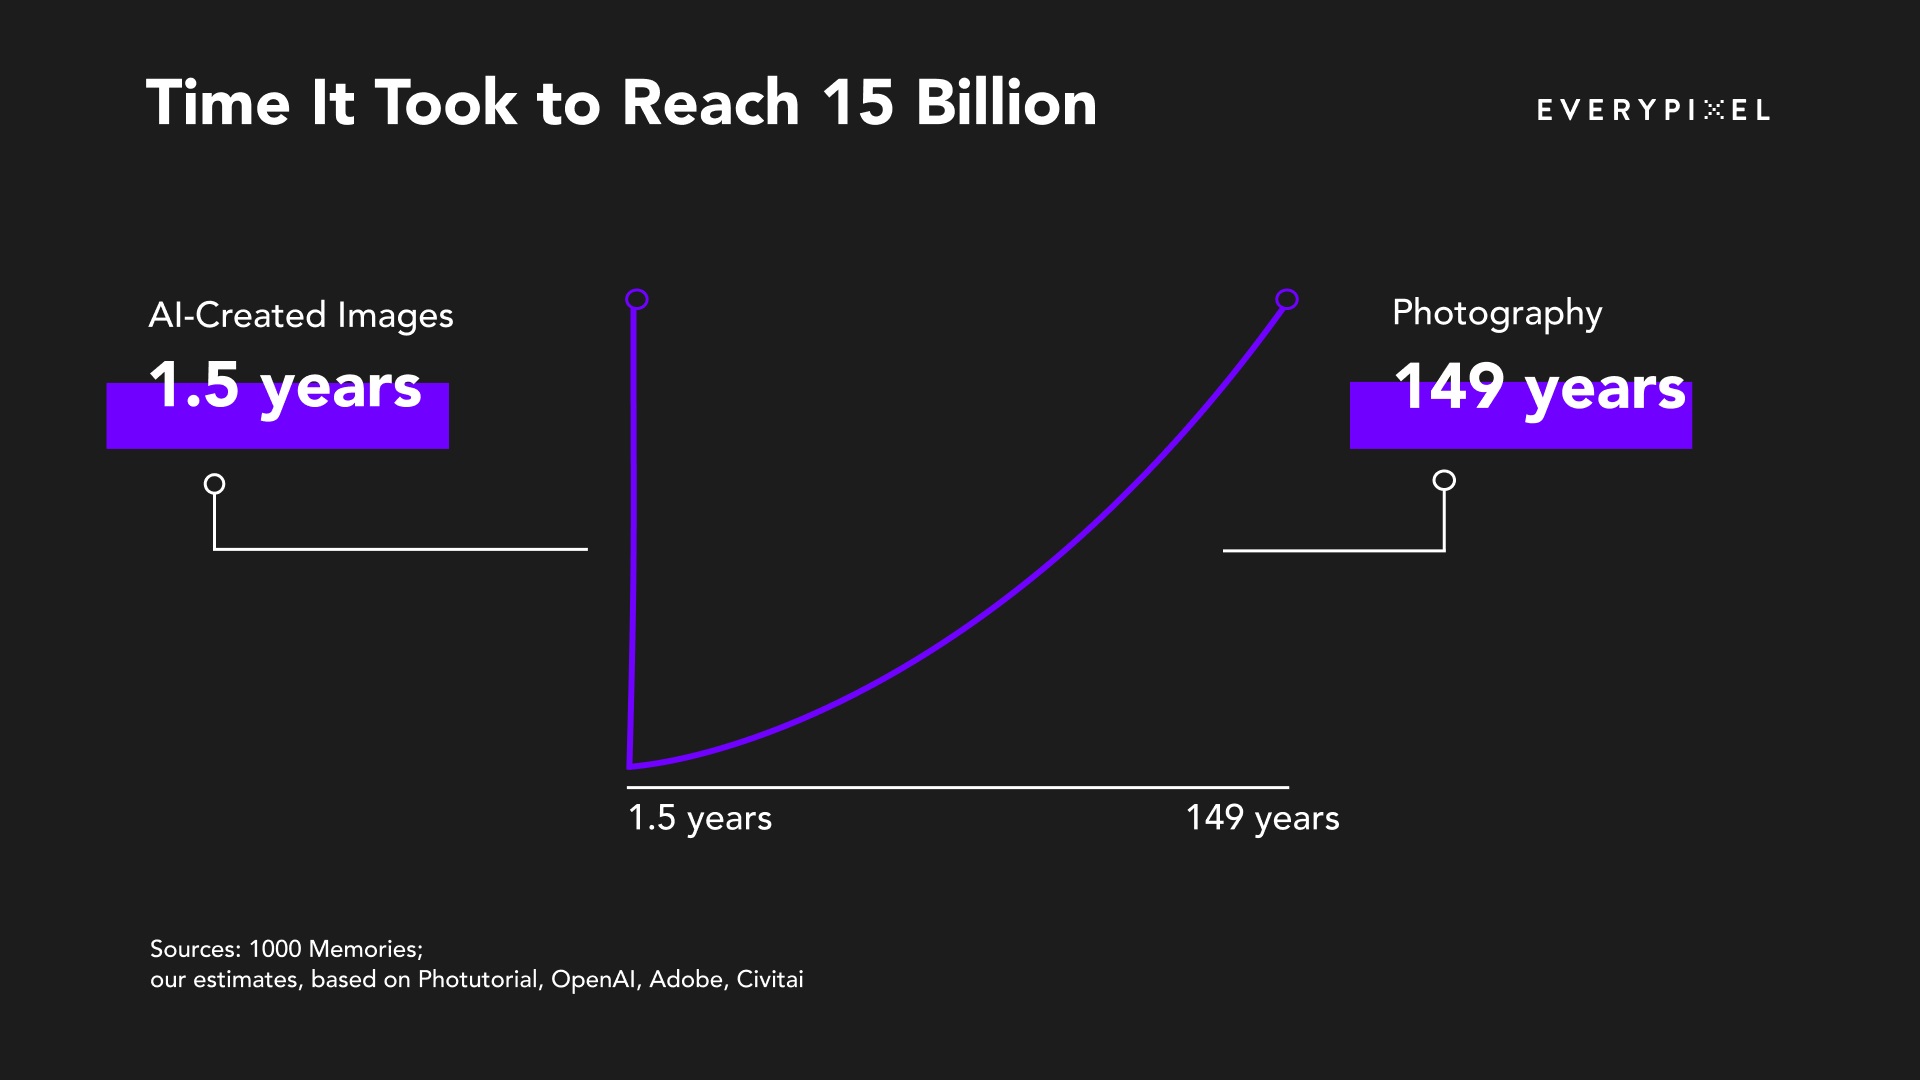 Time It Took to Reach 15 Billion
EVERYPIXEL
AI-Created Images
1.5 years
Photography
149 years
1.5 years
149 years
Sources: 1000 Memories;
our estimates, based on Photutorial, OpenAI, Adobe, Civitai